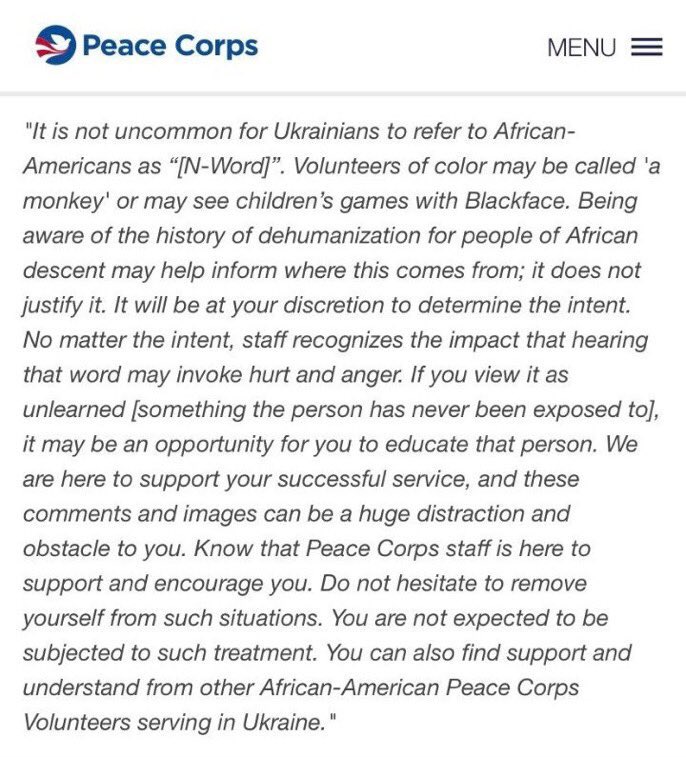 Peace Corps MENU
"It is not uncommon for Ukrainians to refer to African-
Americans as “[N-Word]”. Volunteers of color may be called 'a
monkey' or may see children’s games with Blackface. Being
aware of the history of dehumanization for people of African
descent may help inform where this comes from; it does not
justify it. It will be at your discretion to determine the intent.
No matter the intent, staff recognizes the impact that hearing
that word may invoke hurt and anger. If you view it as
unlearned [something the person has never been exposed to],
it may be an opportunity for you to educate that person. We
are here to support your successful service, and these
comments and images can be a huge distraction and
obstacle to you. Know that Peace Corps staff is here to
support and encourage you. Do not hesitate to remove
yourself from such situations. You are not expected to be
subjected to such treatment. You can also find support and
understand from other African-American Peace Corps
Volunteers serving in Ukraine."